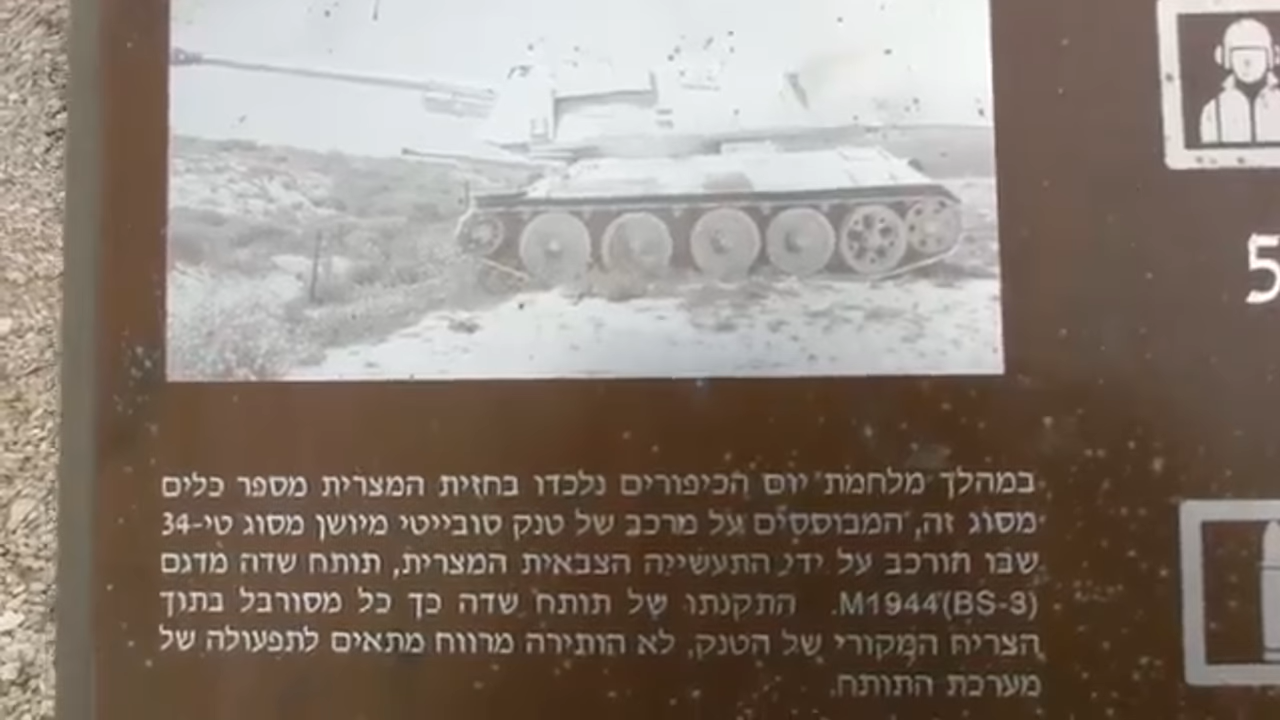 5
במהלך מלחמת יום הכיפורים נלכדו בחזית המצרית מספר כלים
מסוג זה, המבוססים על מרכב של טנק סובייטי מיושן מסוג טי-34
שבו הורכב על ידי התעשייה הצבאית המצרית, תותח שדה מדגם
M1944(BS-3). התקנתו של תותח שדה כך כל מסורבל בתוך
הצריח המקורי של הטנק, לא הותירה מרווח מתאים לתפעולה של
מערכת התותח.